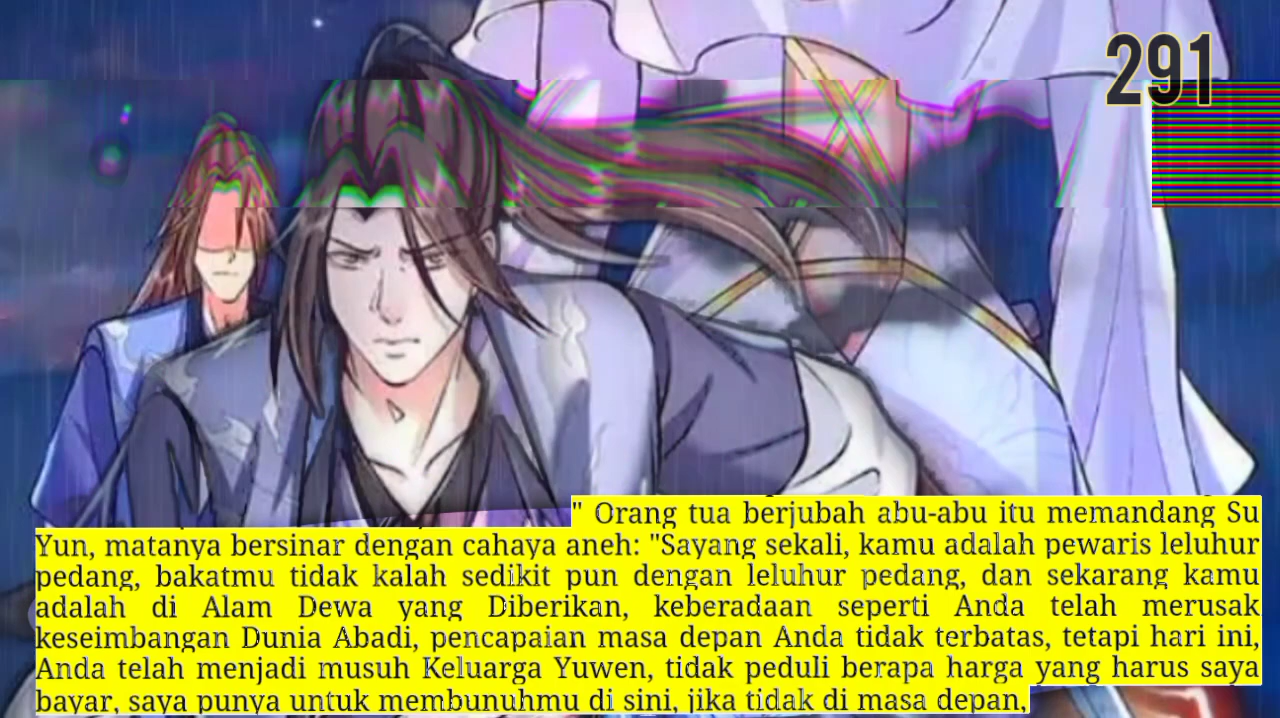 291
" Orang tua berjubah abu-abu itu memandang Su
Yun, matanya bersinar dengan cahaya aneh: "Sayang sekali, kamu adalah pewaris leluhur
pedang, bakatmu tidak kalah sedikit pun dengan leluhur pedang, dan sekarang kamu
adalah di Alam Dewa yang Diberikan, keberadaan seperti Anda telah merusak
keseimbangan Dunia Abadi, pencapaian masa depan Anda tidak terbatas, tetapi hari ini,
Anda telah menjadi musuh Keluarga Yuwen, tidak peduli berapa harga yang harus saya
bayar, saya punya untuk membunuhmu di sini, jika tidak di masa depan,